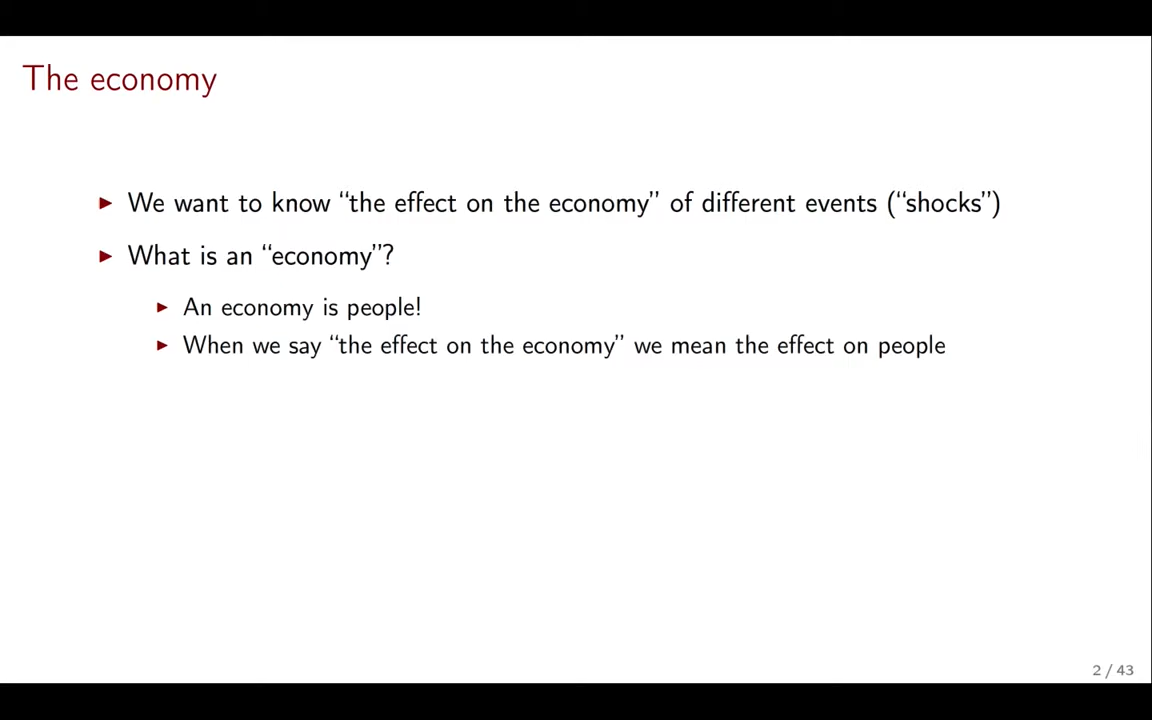 The economy
▶ We want to know “the effect on the economy” of different events (“shocks”)
▶ What is an “economy”?
▶ An economy is people!
▶ When we say “the effect on the economy” we mean the effect on people
2 / 43